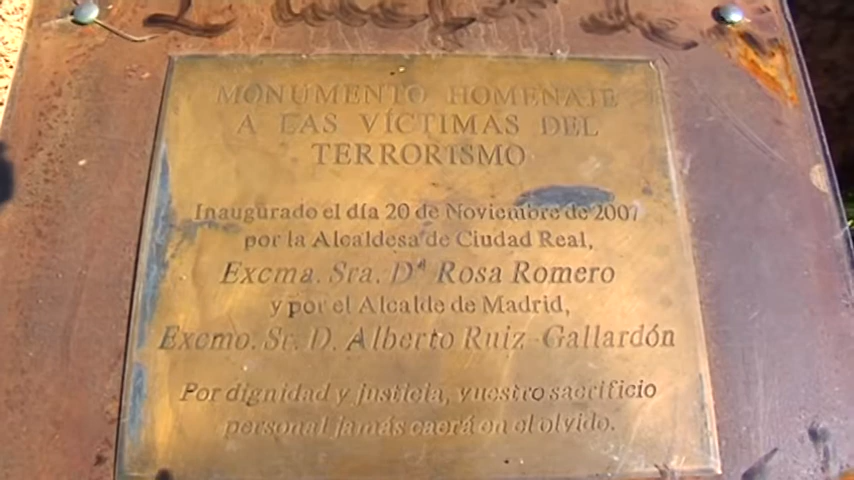 MONUMENTO HOMENAJE
A LAS VÍCTIMAS DEL
TERRORISMO
Inaugurado el día 20 de Noviembre de 2007
por la Alcaldesa de Ciudad Real,
Excma. Sra. Dª Rosa Romero
y por el Alcalde de Madrid,
Excmo. Sr. D. Alberto Ruiz-Gallardón
Por dignidad y justicia, vuestro sacrificio
personal jamás caerá en el olvido.